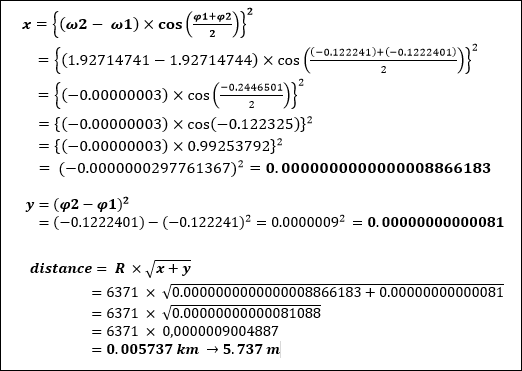 x = {(ω2 − ω1) × cos((φ1+φ2)/2)}²
= {(1.92714741 − 1.92714744) × cos(((−0.122241)+(−0.1222401))/2)}²
= {(−0.00000003) × cos(−0.2446501/2)}²
= {(−0.00000003) × cos(−0.122325)}²
= {(−0.00000003) × 0.99253792}²
= (−0.0000000297761367)² = 0.0000000000000008866183
y = (φ2 − φ1)²
= (−0.1222401) − (−0.122241)² = 0.0000009² = 0.00000000000081
distance = R × √(x + y)
= 6371 × √(0.0000000000000008866183 + 0.00000000000081)
= 6371 × √0.00000000000081088
= 6371 × 0,0000009004887
= 0.005737 km → 5.737 m